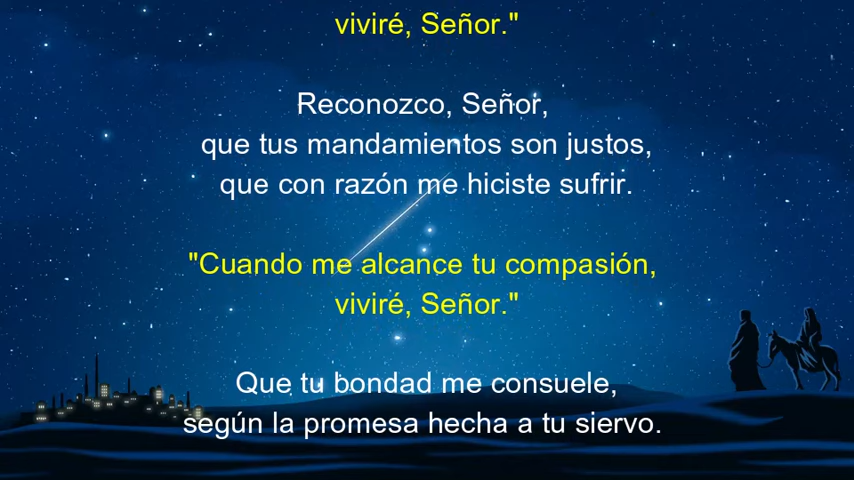 viviré, Señor."
Reconozco, Señor,
que tus mandamientos son justos,
que con razón me hiciste sufrir.
"Cuando me alcance tu compasión,
viviré, Señor."
Que tu bondad me consuele,
según la promesa hecha a tu siervo.